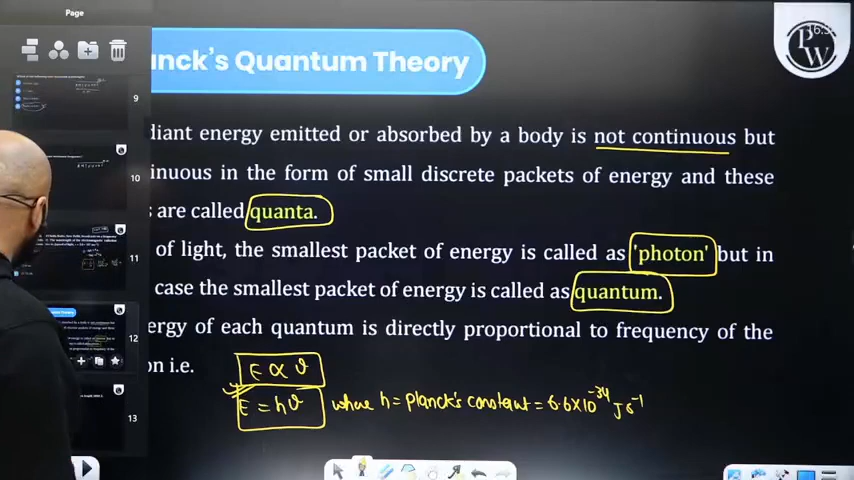 Page
nck's Quantum Theory
PW
9
diant energy emitted or absorbed by a body is not continuous but
inuous in the form of small discrete packets of energy and these
10
s are called quanta.
of light, the smallest packet of energy is called as 'photon' but in
11
case the smallest packet of energy is called as quantum.
ergy of each quantum is directly proportional to frequency of the
12
on i.e.
E ∝ ν
E = hν where h = Planck's constant = 6.6×10⁻³⁴ Js⁻¹
13